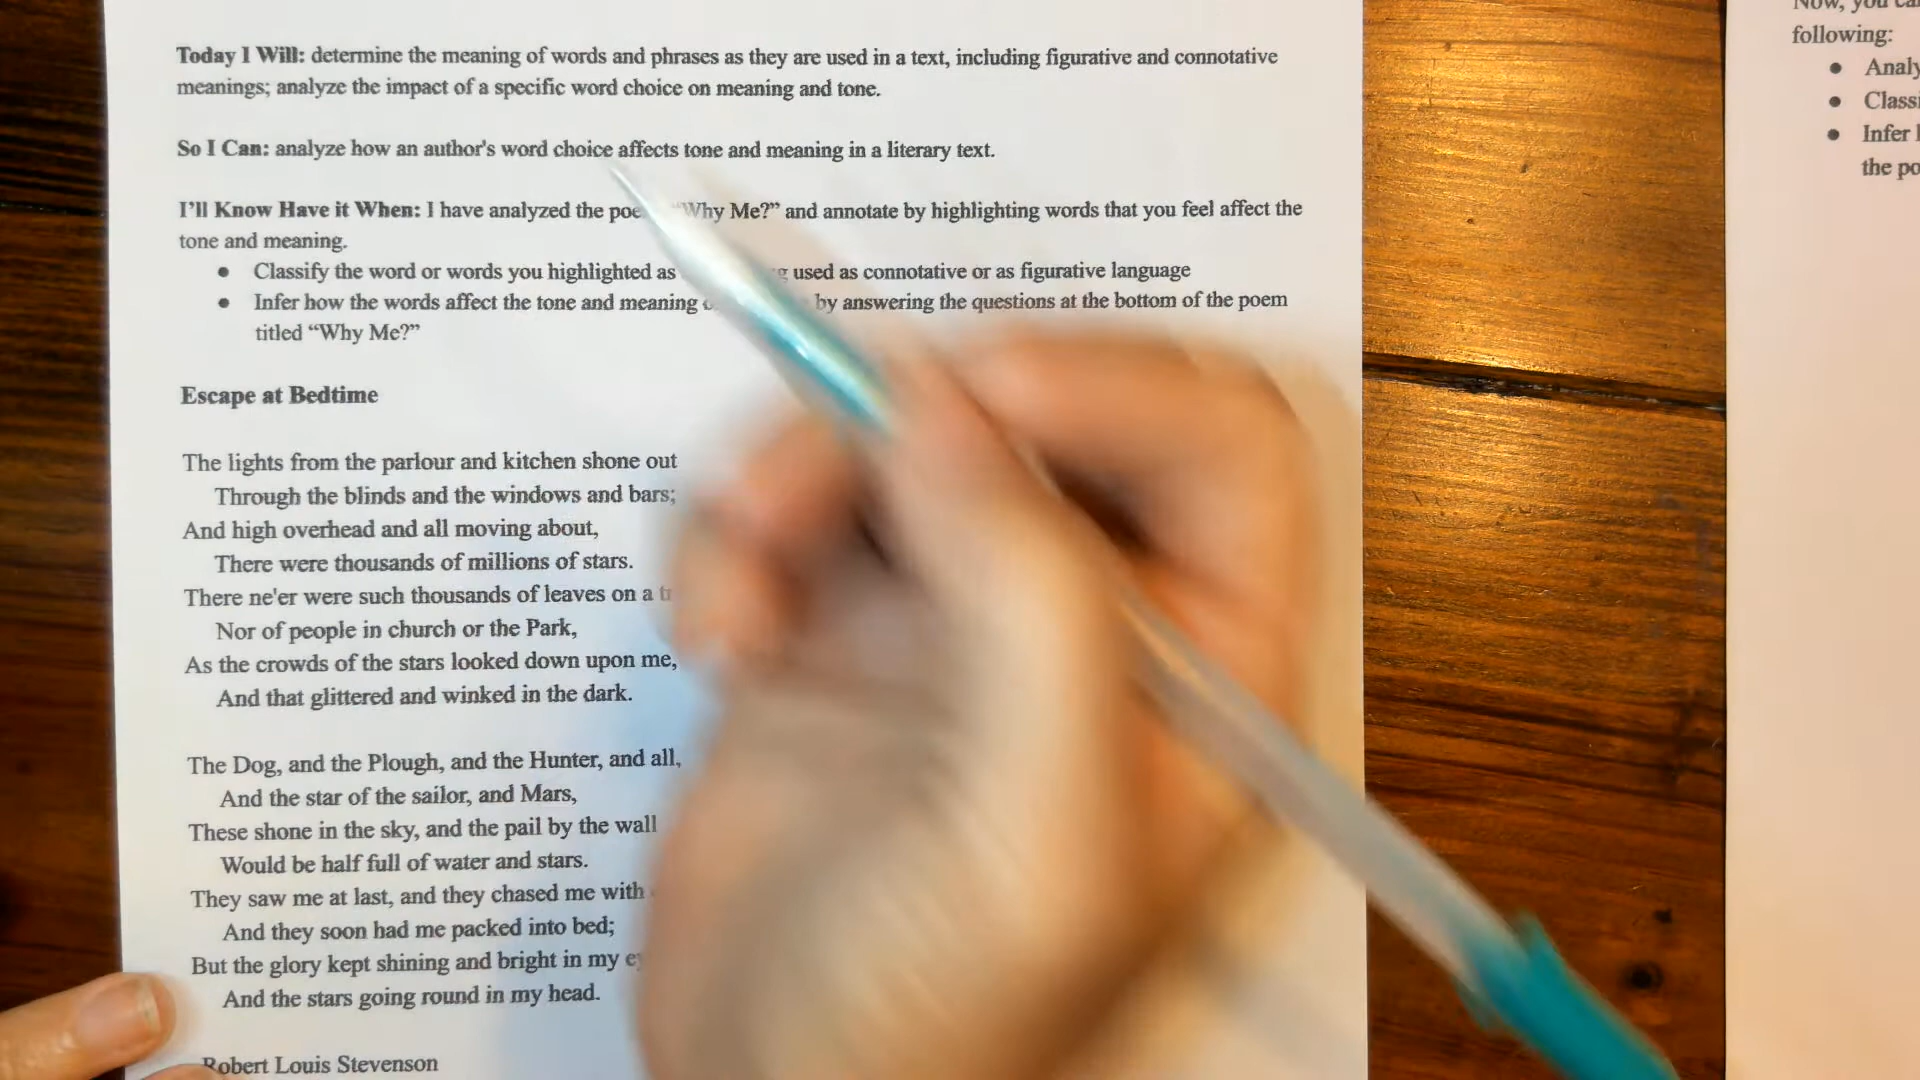 Today I Will: determine the meaning of words and phrases as they are used in a text, including figurative and connotative
meanings; analyze the impact of a specific word choice on meaning and tone.
So I Can: analyze how an author's word choice affects tone and meaning in a literary text.
I'll Know Have it When: I have analyzed the "Why Me?" and annotate by highlighting words that you feel affect the
tone and meaning.
• Classify the word or words you highlighted as used as connotative or as figurative language
• Infer how the words affect the tone and meaning by answering the questions at the bottom of the poem
titled "Why Me?"
Escape at Bedtime
The lights from the parlour and kitchen shone out
Through the blinds and the windows and bars;
And high overhead and all moving about,
There were thousands of millions of stars.
There ne'er were such thousands of leaves on a
Nor of people in church or the Park,
As the crowds of the stars looked down upon me,
And that glittered and winked in the dark.
The Dog, and the Plough, and the Hunter, and all,
And the star of the sailor, and Mars,
These shone in the sky, and the pail by the wall
Would be half full of water and stars.
They saw me at last, and they chased me with
And they soon had me packed into bed;
But the glory kept shining and bright in my
And the stars going round in my head.
Robert Louis Stevenson
Now, you
following:
•
•
• Infer
the